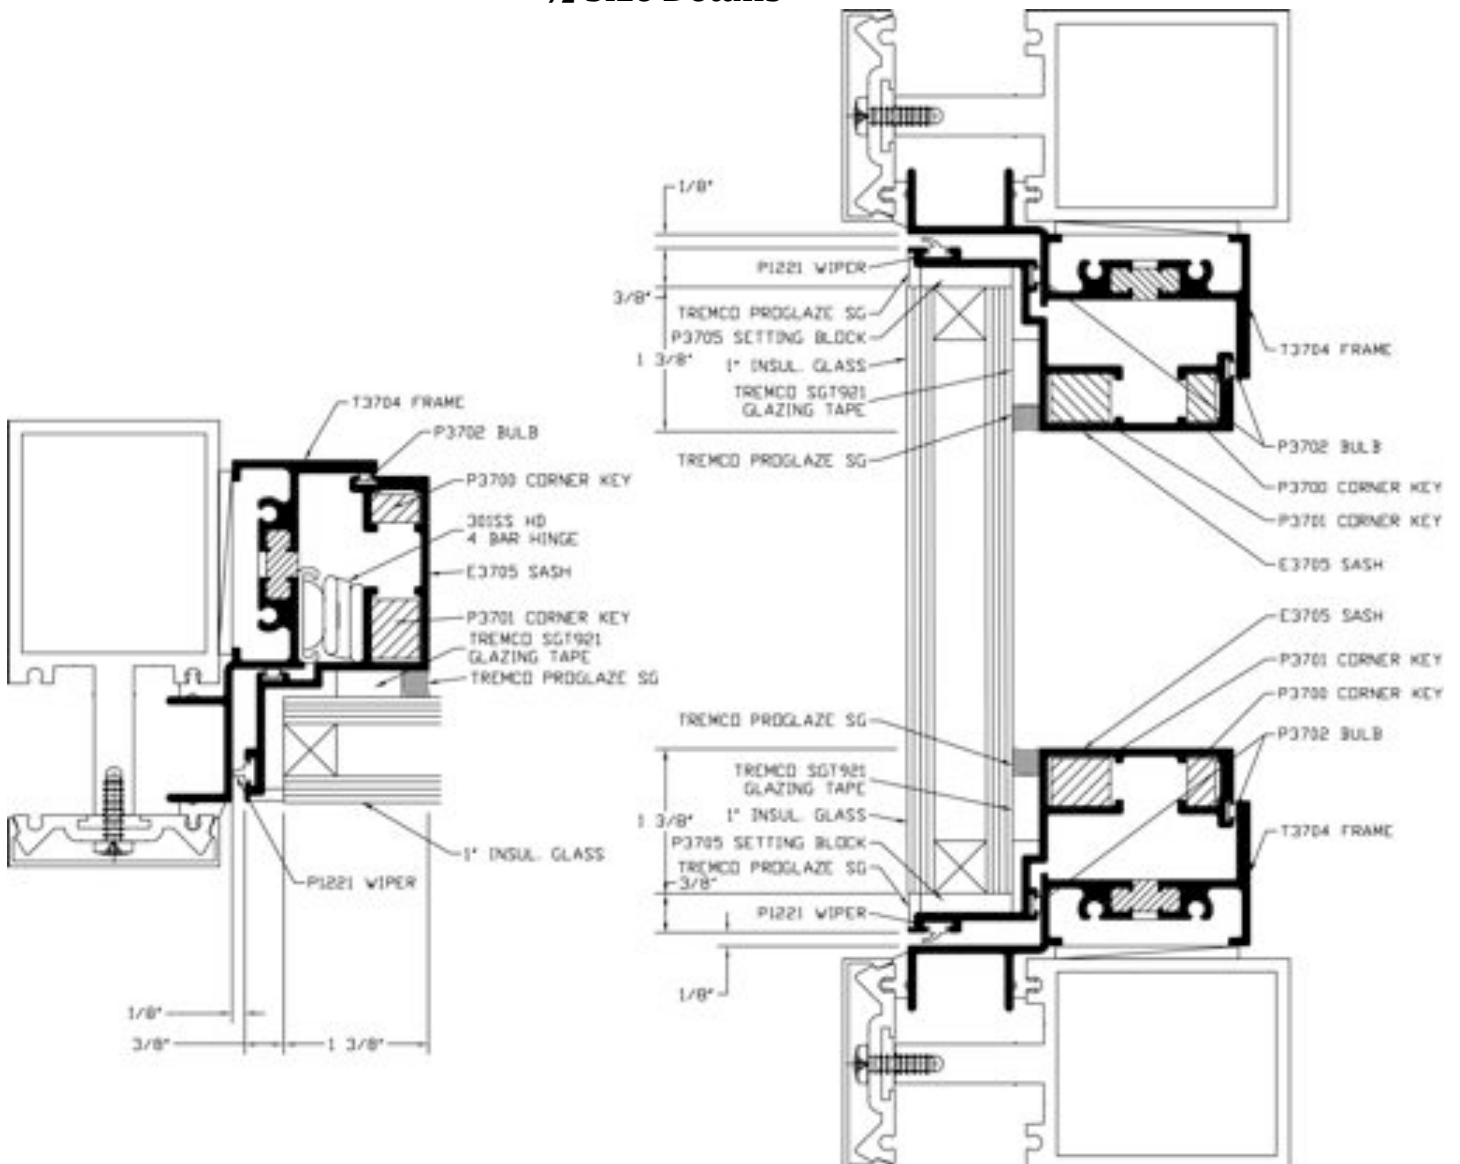 ½ Size Details
T3704 FRAME
P3702 BULB
P3700 CORNER KEY
301SS HD
4 BAR HINGE
E3705 SASH
P3701 CORNER KEY
TREMCO SGT921
GLAZING TAPE
TREMCO PROGLAZE SG
1" INSUL. GLASS
P1221 WIPER
1/8"
3/8"
1 3/8"
1/8"
P1221 WIPER
3/8"
TREMCO PROGLAZE SG
P3705 SETTING BLOCK
1 3/8"
1" INSUL. GLASS
TREMCO SGT921
GLAZING TAPE
TREMCO PROGLAZE SG
T3704 FRAME
P3702 BULB
P3700 CORNER KEY
P3701 CORNER KEY
E3705 SASH
E3705 SASH
P3701 CORNER KEY
P3700 CORNER KEY
P3702 BULB
T3704 FRAME
TREMCO PROGLAZE SG
TREMCO SGT921
GLAZING TAPE
1 3/8"
1" INSUL. GLASS
P3705 SETTING BLOCK
TREMCO PROGLAZE SG
3/8"
P1221 WIPER
1/8"